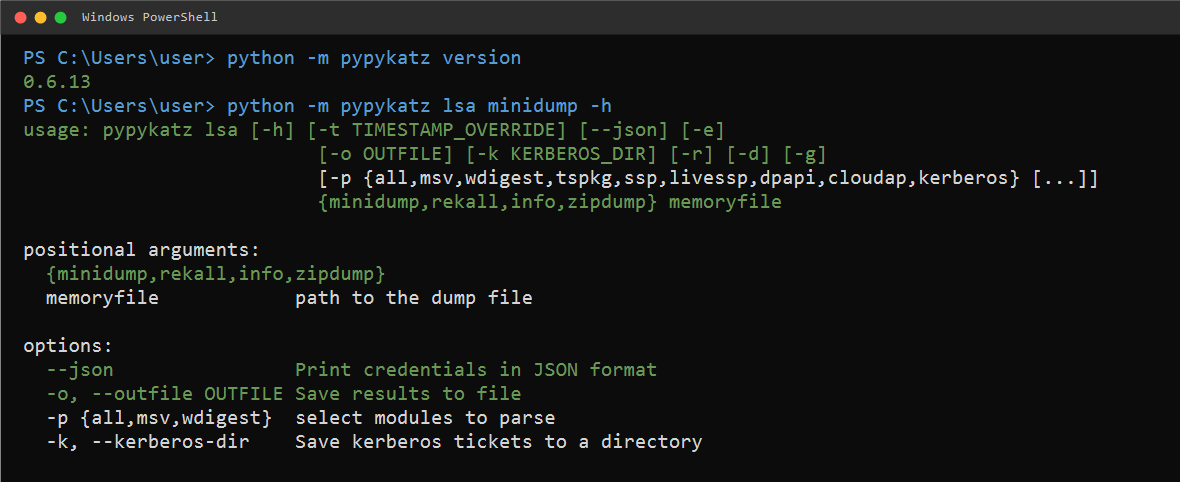 Windows PowerShell
PS C:\Users\user> python -m pypykatz version
0.6.13
PS C:\Users\user> python -m pypykatz lsa minidump -h
usage: pypykatz lsa [-h] [-t TIMESTAMP_OVERRIDE] [--json] [-e]
[-o OUTFILE] [-k KERBEROS_DIR] [-r] [-d] [-g]
[-p {all,msv,wdigest,tspkg,ssp,livessp,dpapi,cloudap,kerberos} [...]]
{minidump,rekall,info,zipdump} memoryfile
positional arguments:
{minidump,rekall,info,zipdump}
memoryfile            path to the dump file
options:
--json                Print credentials in JSON format
-o, --outfile OUTFILE Save results to file
-p {all,msv,wdigest}  select modules to parse
-k, --kerberos-dir    Save kerberos tickets to a directory